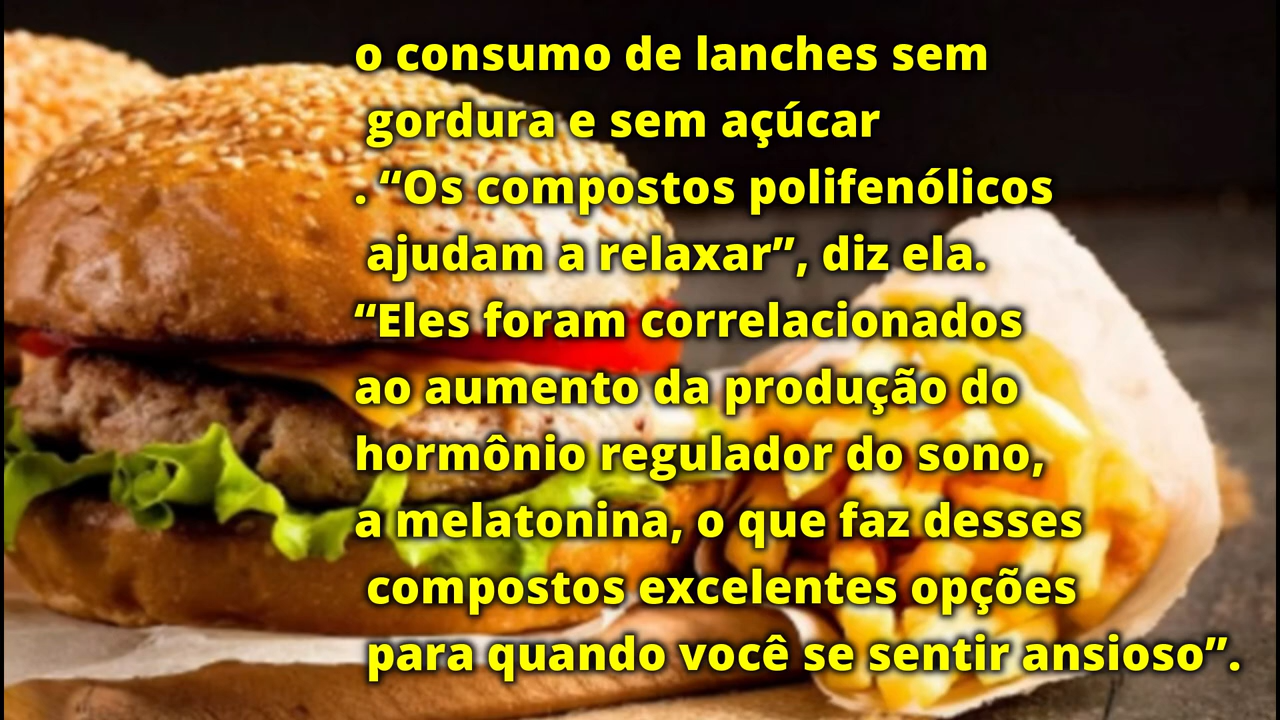 o consumo de lanches sem
gordura e sem açúcar
. “Os compostos polifenólicos
ajudam a relaxar”, diz ela.
“Eles foram correlacionados
ao aumento da produção do
hormônio regulador do sono,
a melatonina, o que faz desses
compostos excelentes opções
para quando você se sentir ansioso”.